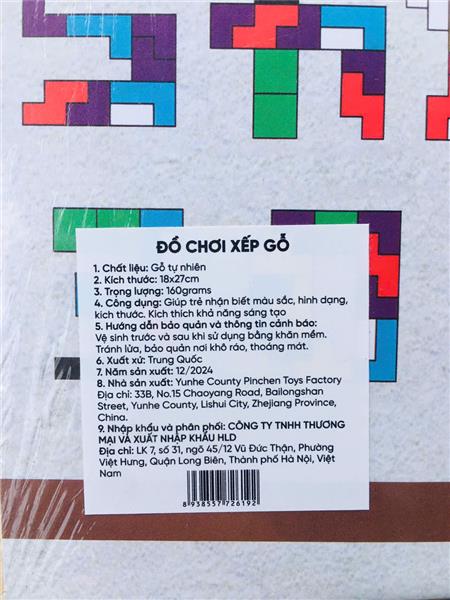 ĐỒ CHƠI XẾP GỖ
1. Chất liệu: Gỗ tự nhiên
2. Kích thước: 18x27cm
3. Trọng lượng: 160grams
4. Công dụng: Giúp trẻ nhận biết màu sắc, hình dạng,
kích thước. Kích thích khả năng sáng tạo
5. Hướng dẫn bảo quản và thông tin cảnh báo:
Vệ sinh trước và sau khi sử dụng bằng khăn mềm.
Tránh lửa, bảo quản nơi khô ráo, thoáng mát.
6. Xuất xứ: Trung Quốc
7. Năm sản xuất: 12/2024
8. Nhà sản xuất: Yunhe County Pinchen Toys Factory
Địa chỉ: 33B, No.15 Chaoyang Road, Bailongshan
Street, Yunhe County, Lishui City, Zhejiang Province,
China.
9. Nhập khẩu và phân phối: CÔNG TY TNHH THƯƠNG
MẠI VÀ XUẤT NHẬP KHẨU HLD
Địa chỉ: LK 7, số 31, ngõ 45/12 Vũ Đức Thận, Phường
Việt Hưng, Quận Long Biên, Thành phố Hà Nội, Việt
Nam
8 938557 726192